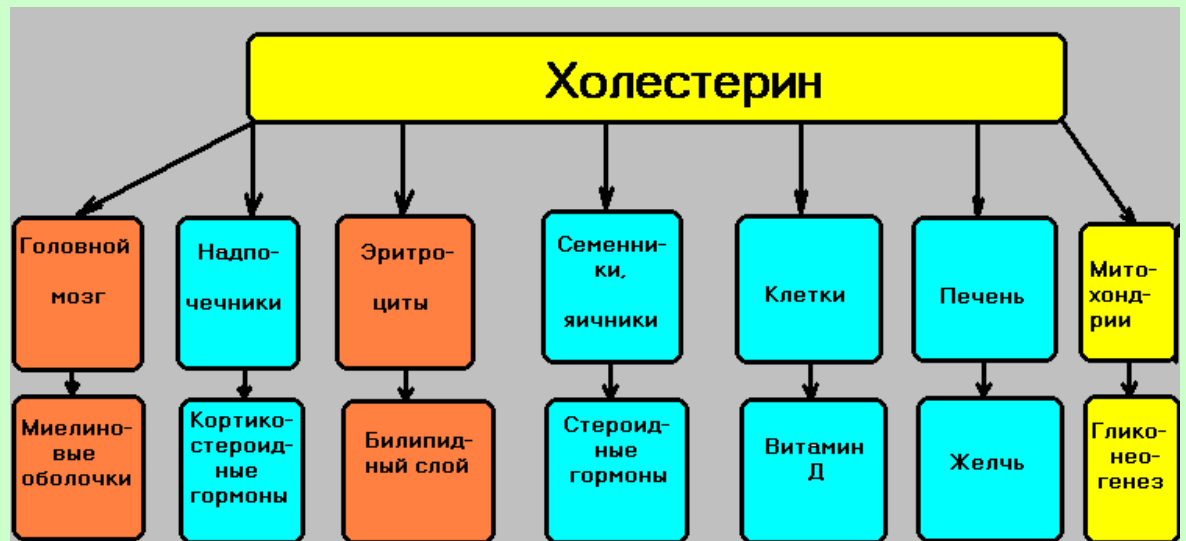 Холестерин
Головной
мозг
Надпо-
чечники
Эритро-
циты
Семенни-
ки,
яичники
Клетки
Печень
Мито-
хонд-
рии
Миелино-
вые
оболочки
Кортико-
стероид-
ные
гормоны
Билипид-
ный слой
Стероид-
ные
гормоны
Витамин
Д
Желчь
Глико-
нео-
генез